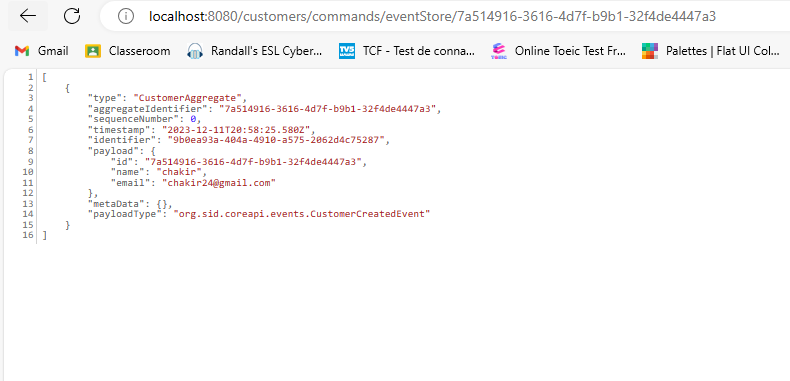 localhost:8080/customers/commands/eventStore/7a514916-3616-4d7f-b9b1-32f4de4447a3
Gmail Classeroom Randall's ESL Cyber... TV5 MONDE TCF - Test de conna... TOEIC Online Toeic Test Fr... Palettes | Flat UI Col...
1 [
2 {
3 "type": "CustomerAggregate",
4 "aggregateIdentifier": "7a514916-3616-4d7f-b9b1-32f4de4447a3",
5 "sequenceNumber": 0,
6 "timestamp": "2023-12-11T20:58:25.580Z",
7 "identifier": "9b0ea93a-404a-4910-a575-2062d4c75287",
8 "payload": {
9 "id": "7a514916-3616-4d7f-b9b1-32f4de4447a3",
10 "name": "chakir",
11 "email": "chakir24@gmail.com"
12 },
13 "metaData": {},
14 "payloadType": "org.sid.coreapi.events.CustomerCreatedEvent"
15 }
16 ]